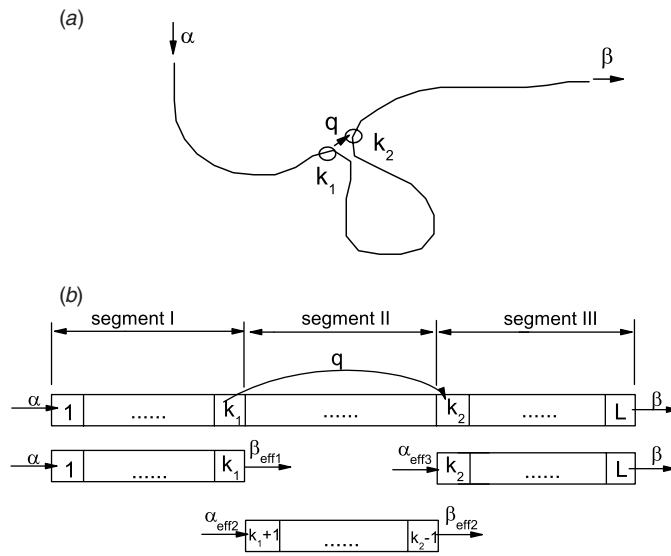 (a)
α
β
q
k₂
k₁
(b)
segment I segment II segment III
q
α 1 ...... k₁ ...... k₂ ...... L β
α 1 ...... k₁ βeff1 αeff3 k₂ ...... L β
αeff2 k₁+1 ...... k₂-1 βeff2